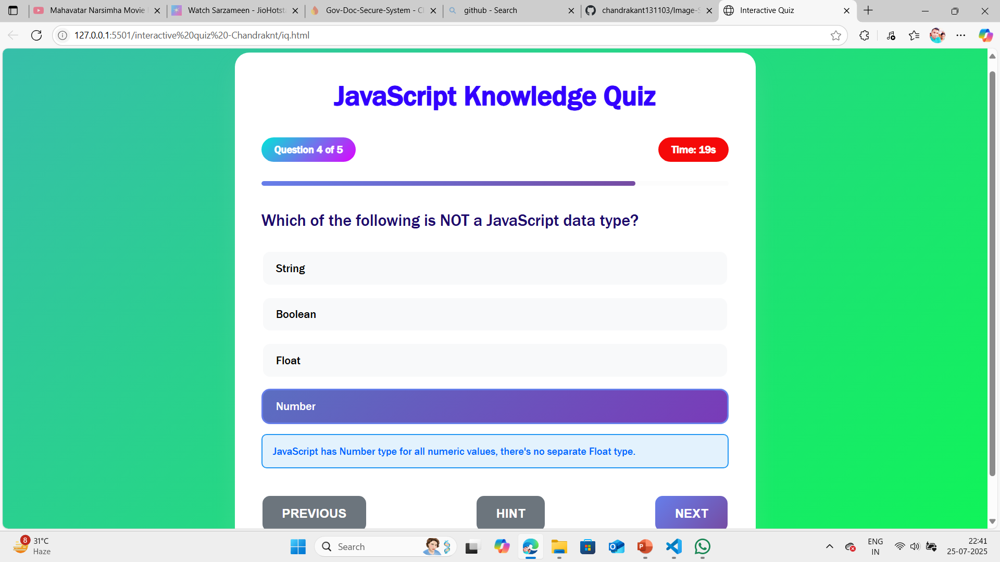 Mahavatar Narsimha Movie
Watch Sarzameen - JioHotsta
Gov-Doc-Secure-System - Cl
github - Search
chandrakant131103/Image-S
Interactive Quiz
127.0.0.1:5501/interactive%20quiz%20-Chandraknt/iq.html
JavaScript Knowledge Quiz
Question 4 of 5
Time: 19s
Which of the following is NOT a JavaScript data type?
String
Boolean
Float
Number
JavaScript has Number type for all numeric values, there's no separate Float type.
PREVIOUS
HINT
NEXT
8
31°C
Haze
Search
ENG
IN
22:41
25-07-2025